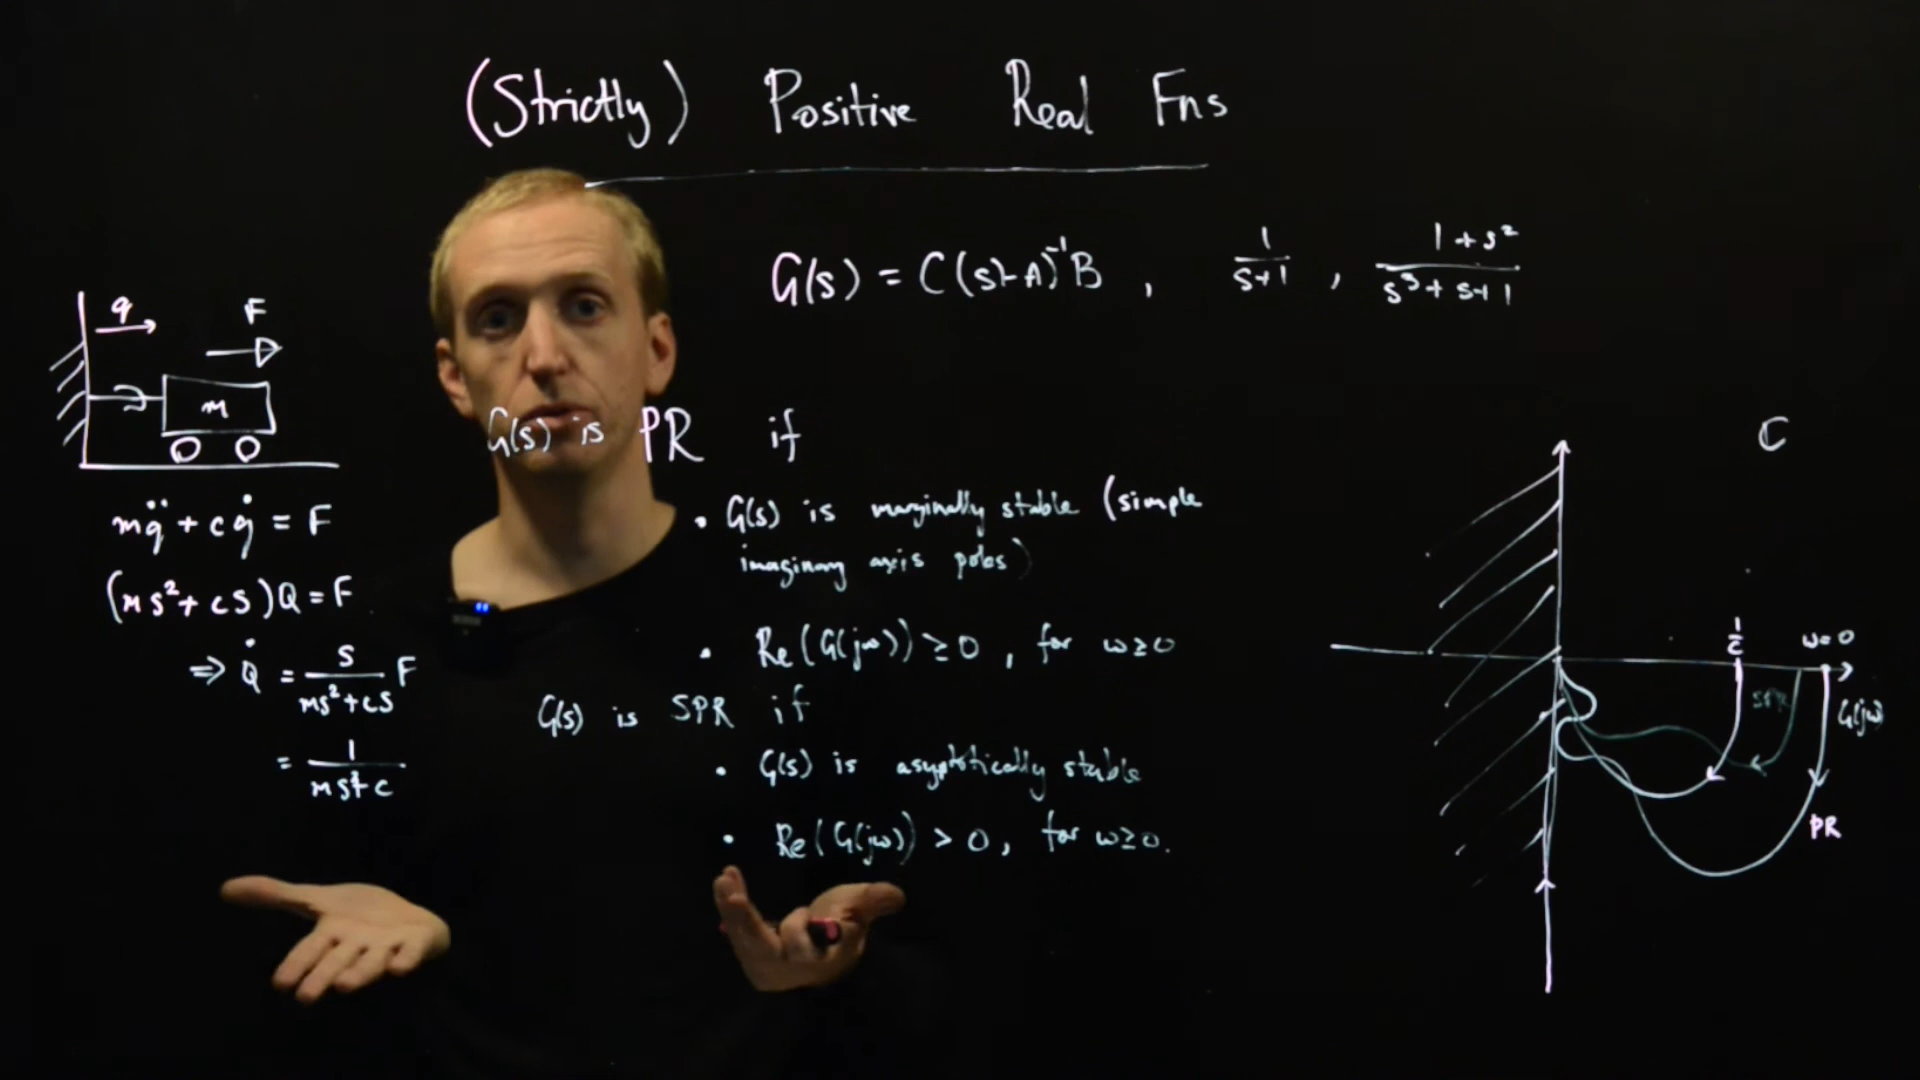 (Strictly) Positive Real Fns
G(s) = C(sI-A)⁻¹B , 1/(s+1) , (1+s²)/(s³+s+1)
q
F
m
mq̈ + cq̇ = F
(ms²+cs)Q = F
⇒ Q̇ = s/(ms²+cs) F
= 1/(ms+c)
G(s) is PR if
• G(s) is marginally stable (simple
imaginary axis poles)
• Re(G(jω)) ≥ 0 , for ω≥0
G(s) is SPR if
• G(s) is asyptotically stable
• Re(G(jω)) > 0, for ω≥0.
ℂ
1/c
ω=0
SPR
G(jω)
PR